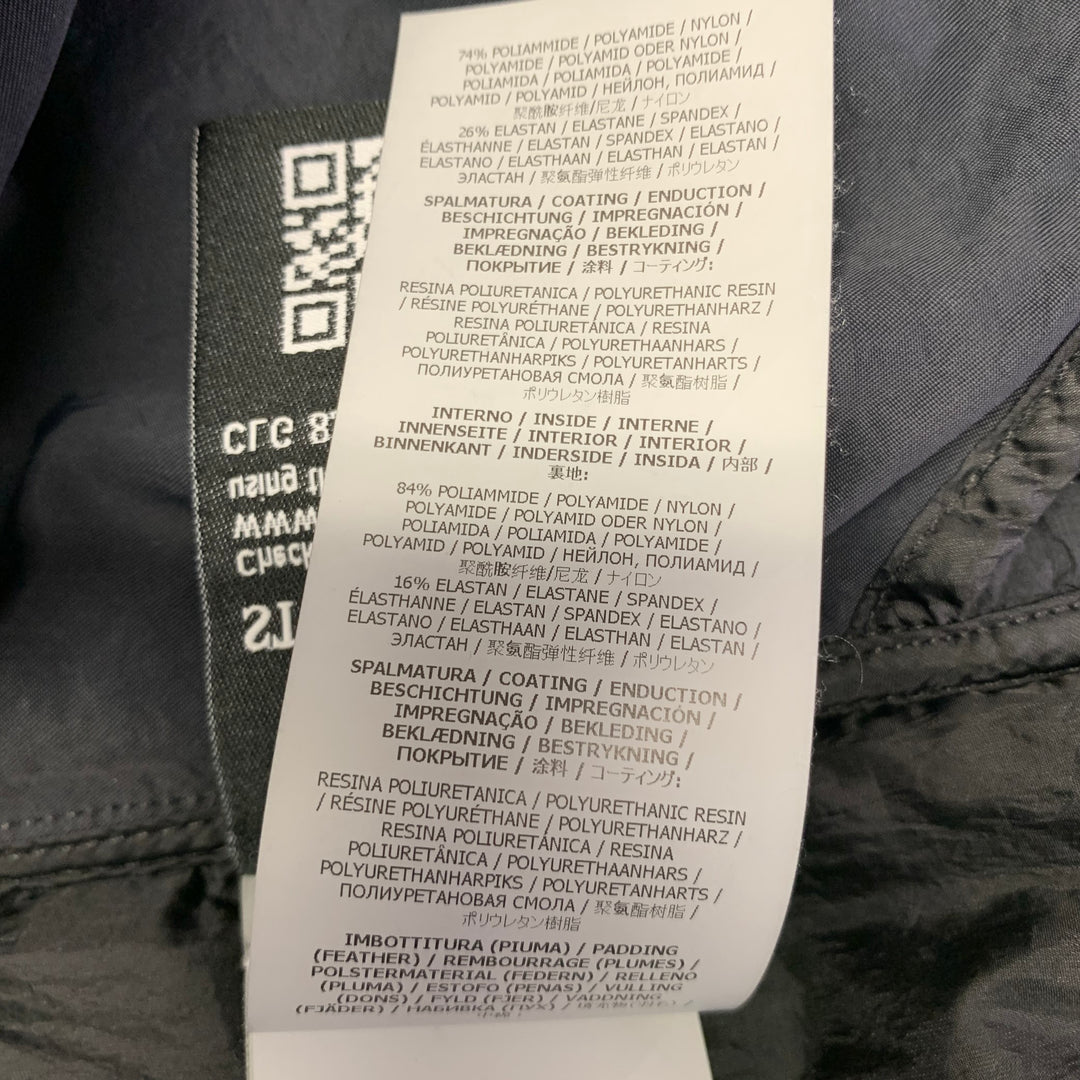 74% POLIAMMIDE / POLYAMIDE / NYLON /
POLYAMIDE / POLYAMID ODER NYLON /
POLIAMIDA / POLIAMIDA / POLYAMIDE /
POLYAMID / POLYAMID / НЕЙЛОН, ПОЛИАМИД /
聚酰胺纤维/尼龙 / ナイロン
26% ELASTAN / ELASTANE / SPANDEX /
ÉLASTHANNE / ELASTAN / SPANDEX / ELASTANO /
ELASTANO / ELASTHAAN / ELASTHAN / ELASTAN /
ЭЛАСТАН / 聚氨酯弹性纤维 / ポリウレタン
SPALMATURA / COATING / ENDUCTION /
BESCHICHTUNG / IMPREGNACIÓN /
IMPREGNAÇÃO / BEKLEDING /
BEKLÆDNING / BESTRYKNING /
ПОКРЫТИЕ / 涂料 / コーティング:
RESINA POLIURETANICA / POLYURETHANIC RESIN
/ RÉSINE POLYURÉTHANE / POLYURETHANHARZ /
RESINA POLIURETÂNICA / RESINA
POLIURETÂNICA / POLYURETHAANHARS /
POLYURETHANHARPIKS / POLYURETANHARTS /
ПОЛИУРЕТАНОВАЯ СМОЛА / 聚氨酯树脂 /
ポリウレタン樹脂
INTERNO / INSIDE / INTERNE /
INNENSEITE / INTERIOR / INTERIOR /
BINNENKANT / INDERSIDE / INSIDA / 内部 /
裏地:
84% POLIAMMIDE / POLYAMIDE / NYLON /
POLYAMIDE / POLYAMID ODER NYLON /
POLIAMIDA / POLIAMIDA / POLYAMIDE /
POLYAMID / POLYAMID / НЕЙЛОН, ПОЛИАМИД /
聚酰胺纤维/尼龙 / ナイロン
16% ELASTAN / ELASTANE / SPANDEX /
ÉLASTHANNE / ELASTAN / SPANDEX / ELASTANO /
ELASTANO / ELASTHAAN / ELASTHAN / ELASTAN /
ЭЛАСТАН / 聚氨酯弹性纤维 / ポリウレタン
SPALMATURA / COATING / ENDUCTION /
BESCHICHTUNG / IMPREGNACIÓN /
IMPREGNAÇÃO / BEKLEDING /
BEKLÆDNING / BESTRYKNING /
ПОКРЫТИЕ / 涂料 / コーティング:
RESINA POLIURETANICA / POLYURETHANIC RESIN
/ RÉSINE POLYURÉTHANE / POLYURETHANHARZ /
RESINA POLIURETÂNICA / RESINA
POLIURETÂNICA / POLYURETHAANHARS /
POLYURETHANHARPIKS / POLYURETANHARTS /
ПОЛИУРЕТАНОВАЯ СМОЛА / 聚氨酯树脂 /
ポリウレタン樹脂
IMBOTTITURA (PIUMA) / PADDING
(FEATHER) / REMBOURRAGE (PLUMES) /
POLSTERMATERIAL (FEDERN) / RELLENO
(PLUMA) / ESTOFO (PENAS) / VULLING
(DONS) / FYLD (FJER) / VADDNING
(FJÄDER) / НАБИВКА (ПУХ) /
CLG 8
using
www
Check
ST